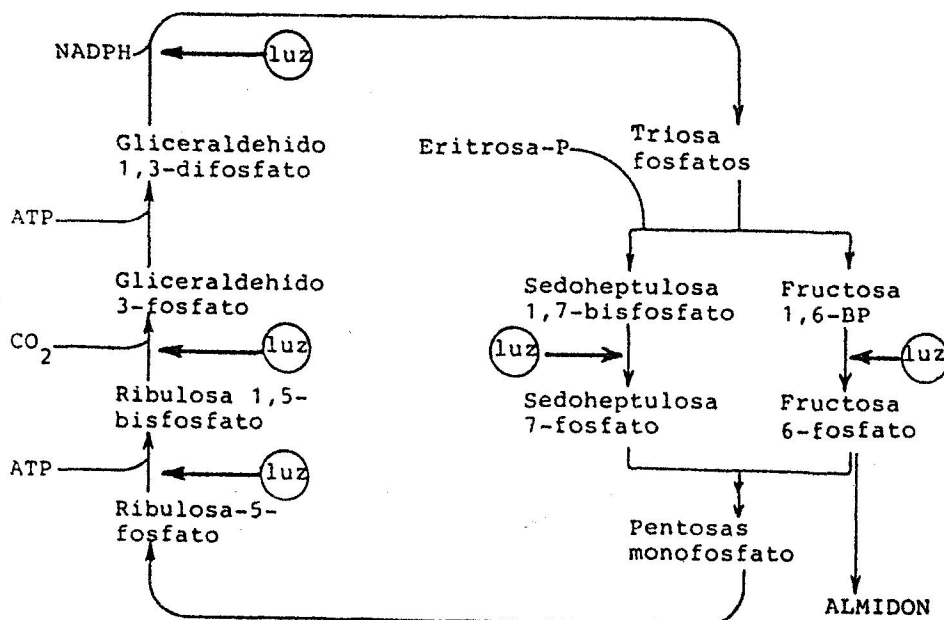 NADPH
luz
Gliceraldehido
1,3-difosfato
ATP
Gliceraldehido
3-fosfato
CO2
luz
Ribulosa 1,5-
bisfosfato
ATP
luz
Ribulosa-5-
fosfato
Eritrosa-P
Triosa
fosfatos
Sedoheptulosa
1,7-bisfosfato
Fructosa
1,6-BP
luz
luz
Sedoheptulosa
7-fosfato
Fructosa
6-fosfato
Pentosas
monofosfato
ALMIDON